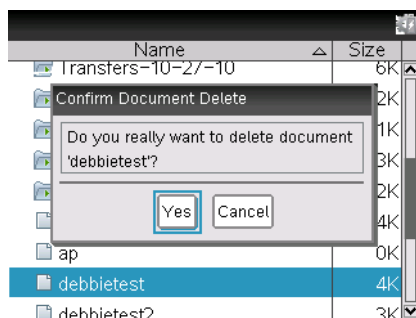 Name Size
Transfers-10-27-10 6K
Confirm Document Delete 2K
1K
Do you really want to delete document
'debbietest'? 3K
2K
Yes Cancel 4K
ap 0K
debbietest 4K
debbietest2 3K